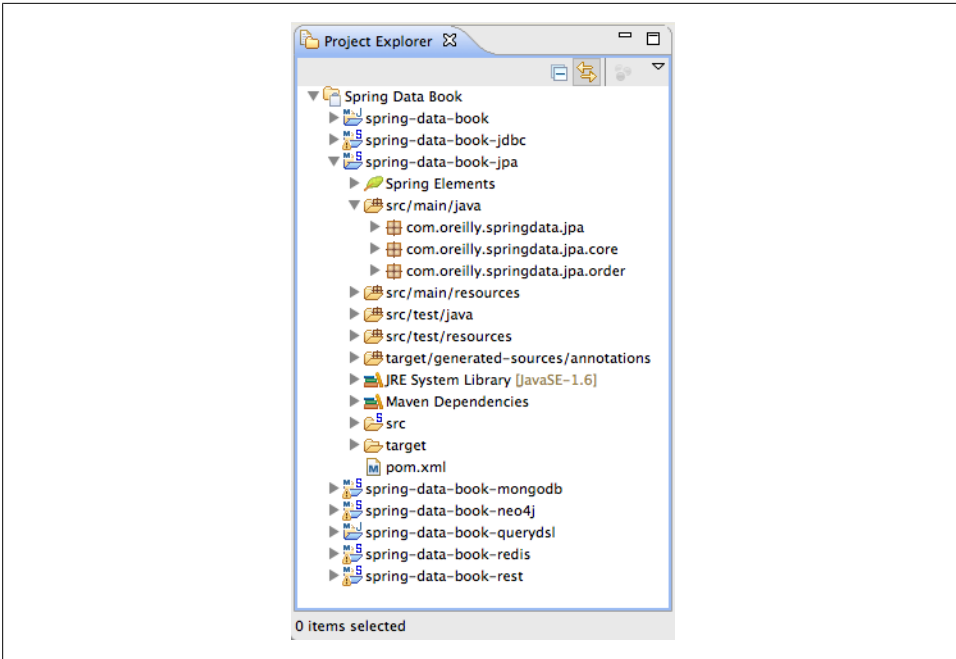 Project Explorer
Spring Data Book
spring-data-book
spring-data-book-jdbc
spring-data-book-jpa
Spring Elements
src/main/java
com.oreilly.springdata.jpa
com.oreilly.springdata.jpa.core
com.oreilly.springdata.jpa.order
src/main/resources
src/test/java
src/test/resources
target/generated-sources/annotations
JRE System Library [JavaSE-1.6]
Maven Dependencies
src
target
pom.xml
spring-data-book-mongodb
spring-data-book-neo4j
spring-data-book-querydsl
spring-data-book-redis
spring-data-book-rest
0 items selected